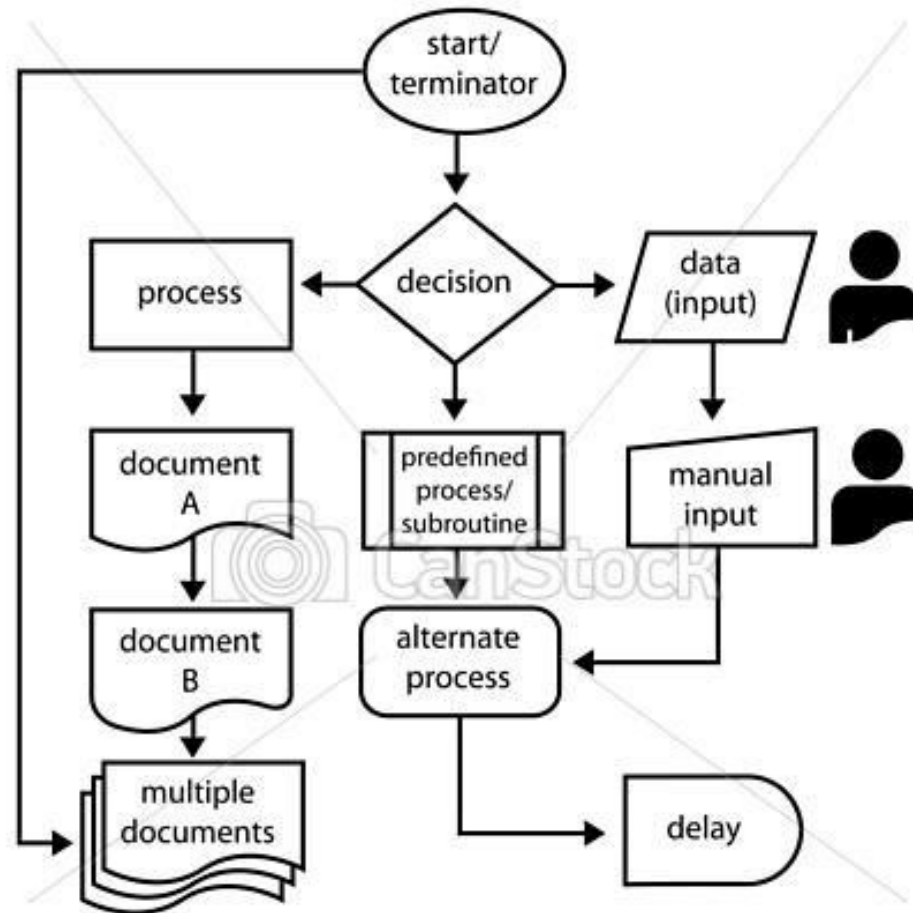 start/
terminator
process
decision
data
(input)
document
A
predefined
process/
subroutine
manual
input
CanStock
document
B
alternate
process
multiple
documents
delay